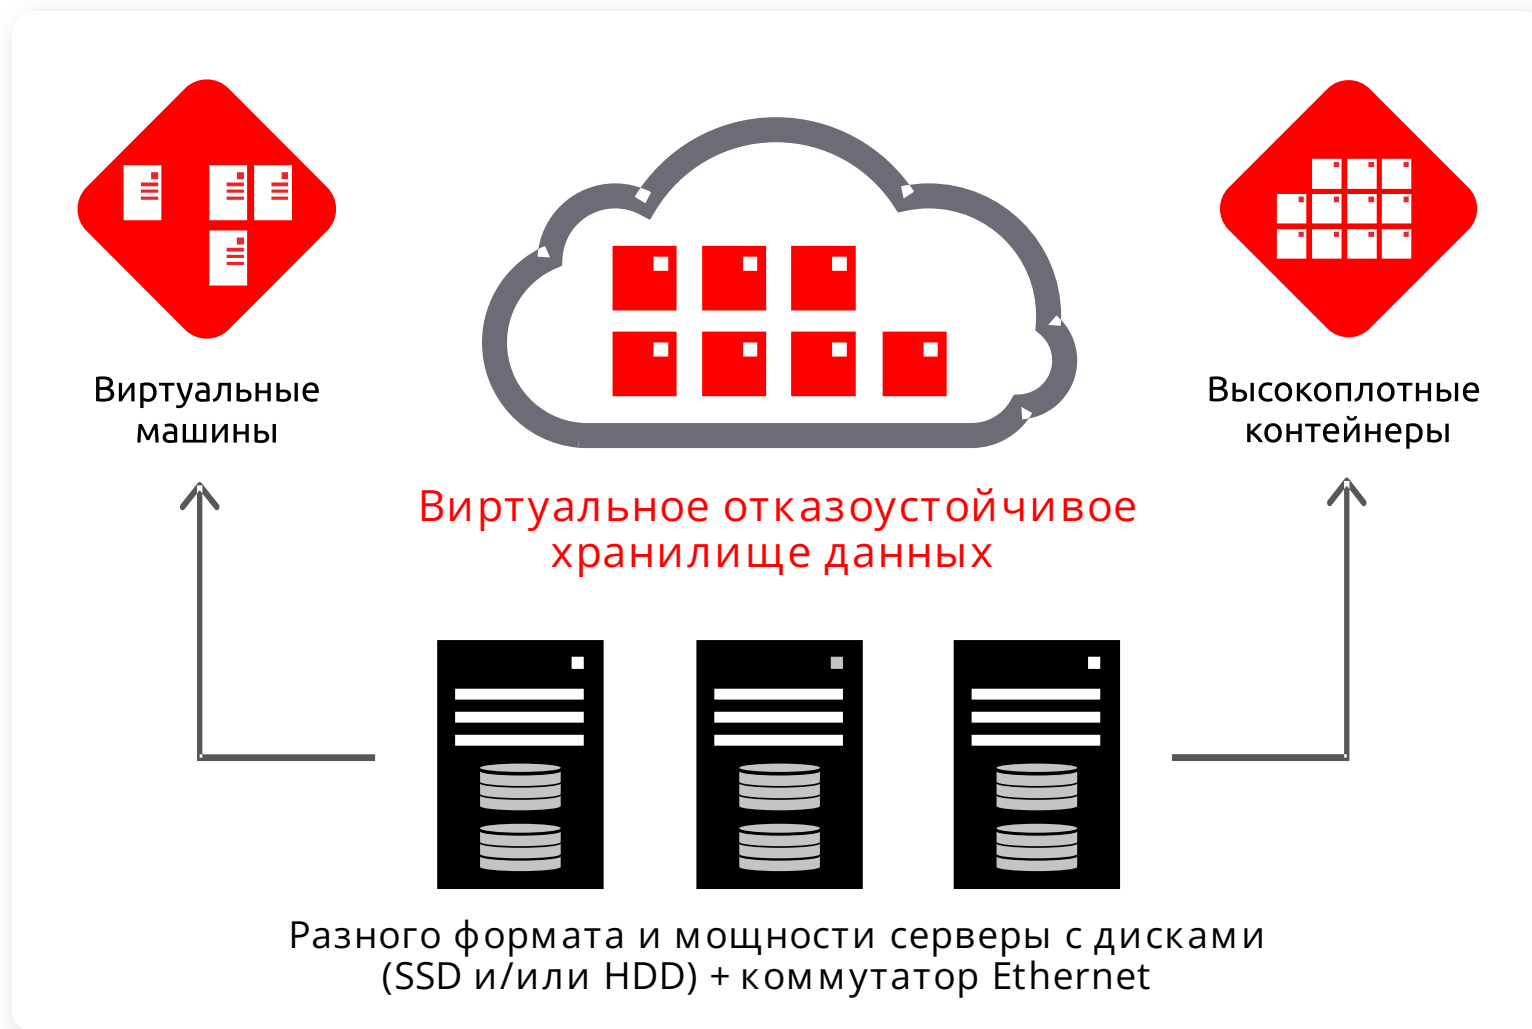 Виртуальные
машины
Высокоплотные
контейнеры
Виртуальное отказоустойчивое
хранилище данных
Разного формата и мощности серверы с дисками
(SSD и/или HDD) + коммутатор Ethernet